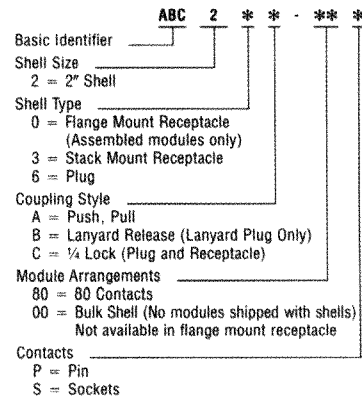 ABC 2 * * - ** *
Basic Identifier
Shell Size
2 = 2" Shell
Shell Type
0 = Flange Mount Receptacle
(Assembled modules only)
3 = Stack Mount Receptacle
6 = Plug
Coupling Style
A = Push, Pull
B = Lanyard Release (Lanyard Plug Only)
C = ¼ Lock (Plug and Receptacle)
Module Arrangements
80 = 80 Contacts
00 = Bulk Shell (No modules shipped with shells)
Not available in flange mount receptacle
Contacts
P = Pin
S = Sockets